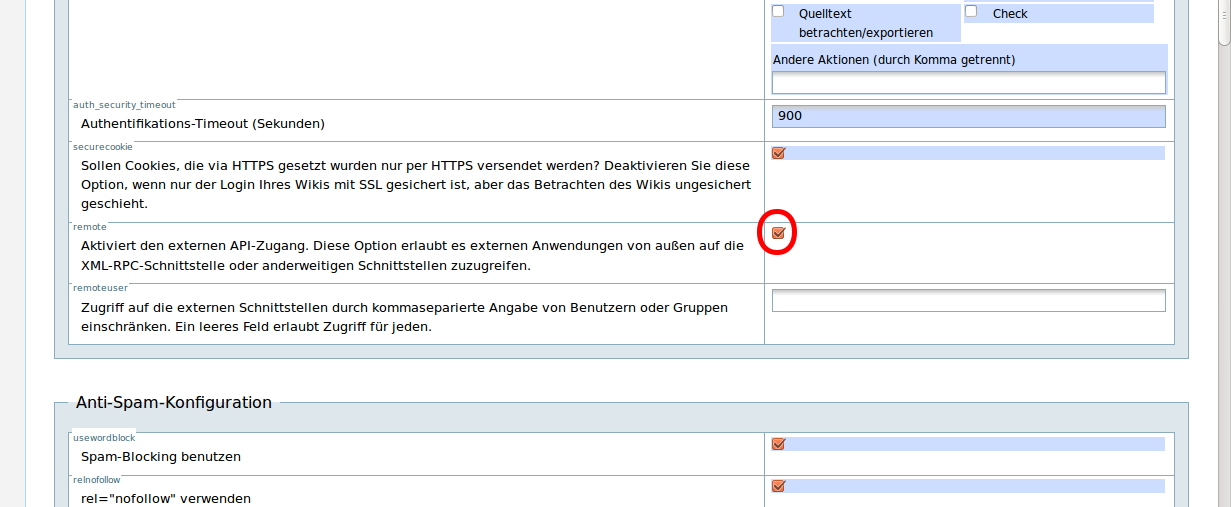 Quelltext
betrachten/exportieren
Check
Andere Aktionen (durch Komma getrennt)
auth_security_timeout
Authentifikations-Timeout (Sekunden)
900
securecookie
Sollen Cookies, die via HTTPS gesetzt wurden nur per HTTPS versendet werden? Deaktivieren Sie diese
Option, wenn nur der Login Ihres Wikis mit SSL gesichert ist, aber das Betrachten des Wikis ungesichert
geschieht.
remote
Aktiviert den externen API-Zugang. Diese Option erlaubt es externen Anwendungen von außen auf die
XML-RPC-Schnittstelle oder anderweitigen Schnittstellen zuzugreifen.
remoteuser
Zugriff auf die externen Schnittstellen durch kommaseparierte Angabe von Benutzern oder Gruppen
einschränken. Ein leeres Feld erlaubt Zugriff für jeden.
Anti-Spam-Konfiguration
usewordblock
Spam-Blocking benutzen
relnofollow
rel="nofollow" verwenden